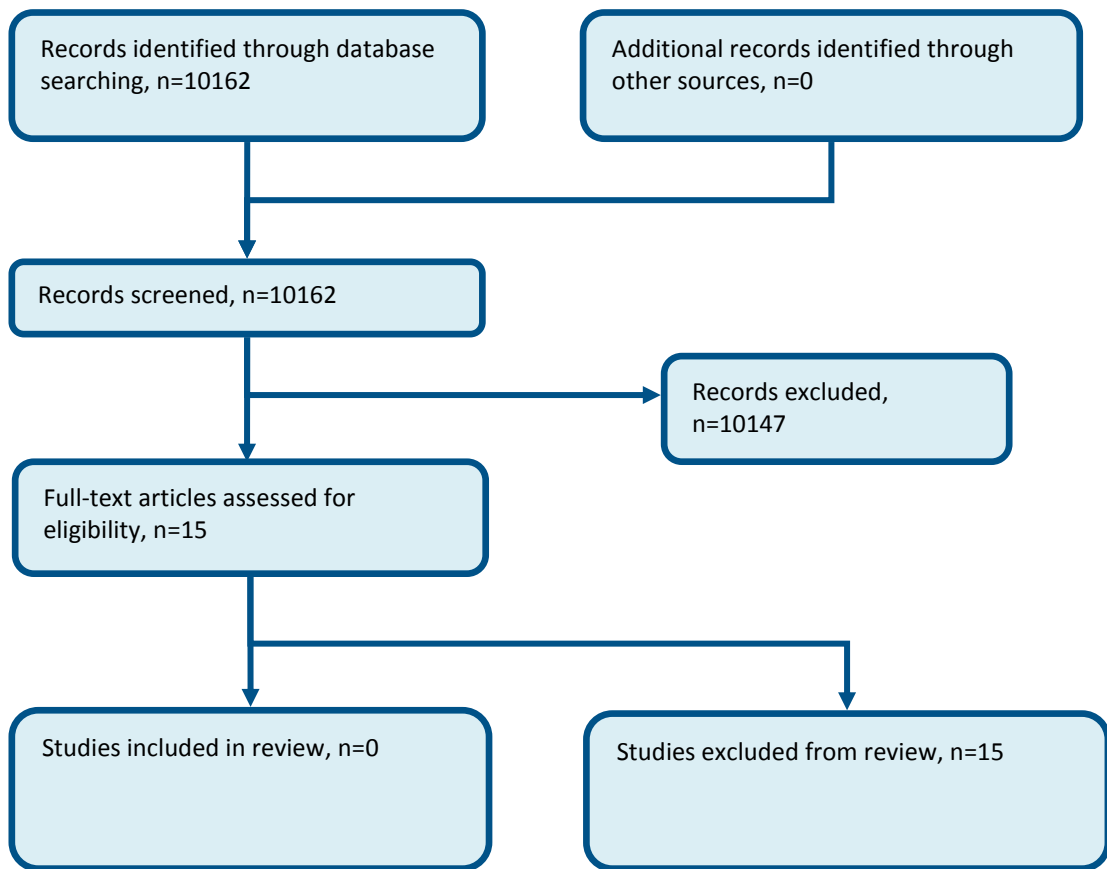 Records identified through database
searching, n=10162
Additional records identified through
other sources, n=0
Records screened, n=10162
Records excluded,
n=10147
Full-text articles assessed for
eligibility, n=15
Studies included in review, n=0
Studies excluded from review, n=15